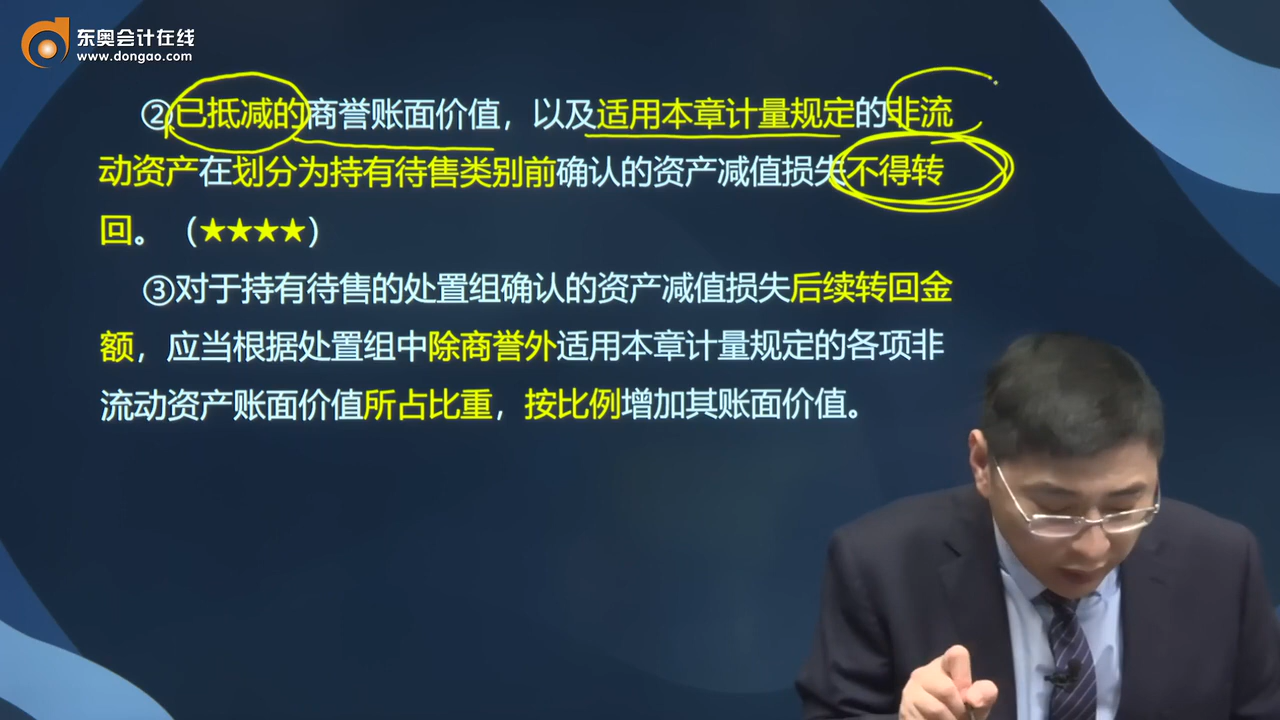 东奥会计在线
www.dongao.com
②已抵减的商誉账面价值，以及适用本章计量规定的非流
动资产在划分为持有待售类别前确认的资产减值损失不得转
回。（★★★★）
③对于持有待售的处置组确认的资产减值损失后续转回金
额，应当根据处置组中除商誉外适用本章计量规定的各项非
流动资产账面价值所占比重，按比例增加其账面价值。